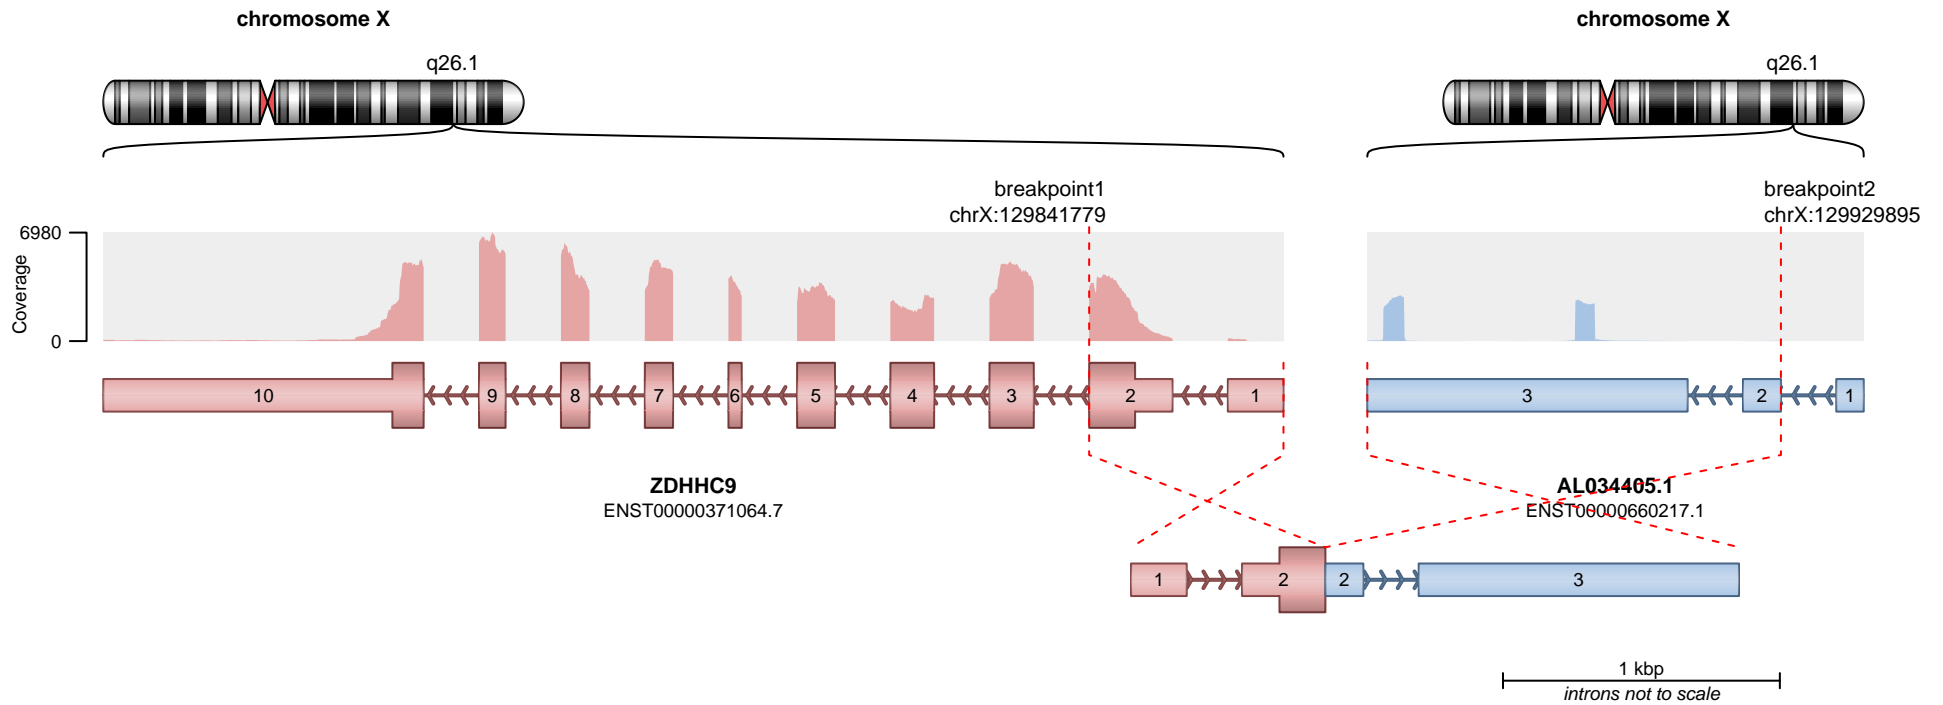 chromosome X
chromosome X
q26.1
q26.1
breakpoint1
chrX:129841779
breakpoint2
chrX:129929895
6980
Coverage
0
10 9 8 7 6 5 4 3 2 1
3 2 1
ZDHHC9
ENST00000371064.7
AL034405.1
ENST00000660217.1
1 2 2 3
1 kbp
introns not to scale